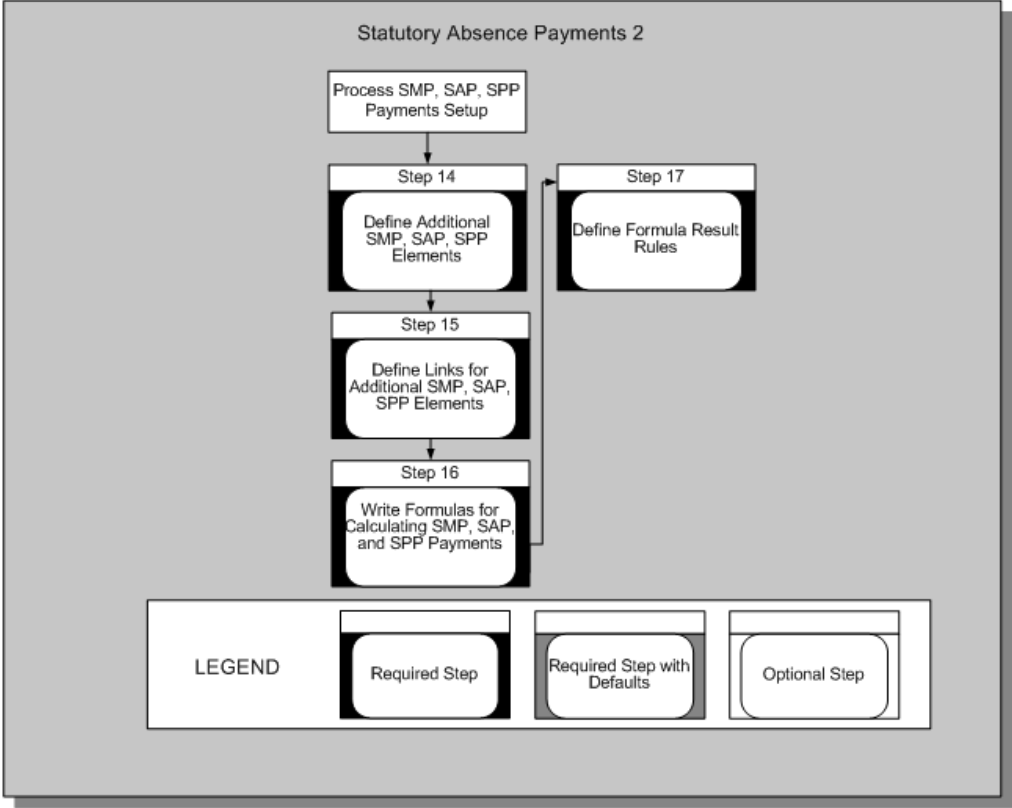 Statutory Absence Payments 2
Process SMP, SAP, SPP
Payments Setup
Step 14
Define Additional
SMP, SAP, SPP
Elements
Step 15
Define Links for
Additional SMP, SAP,
SPP Elements
Step 16
Write Formulas for
Calculating SMP, SAP,
and SPP Payments
Step 17
Define Formula Result
Rules
LEGEND
Required Step
Required Step with
Defaults
Optional Step